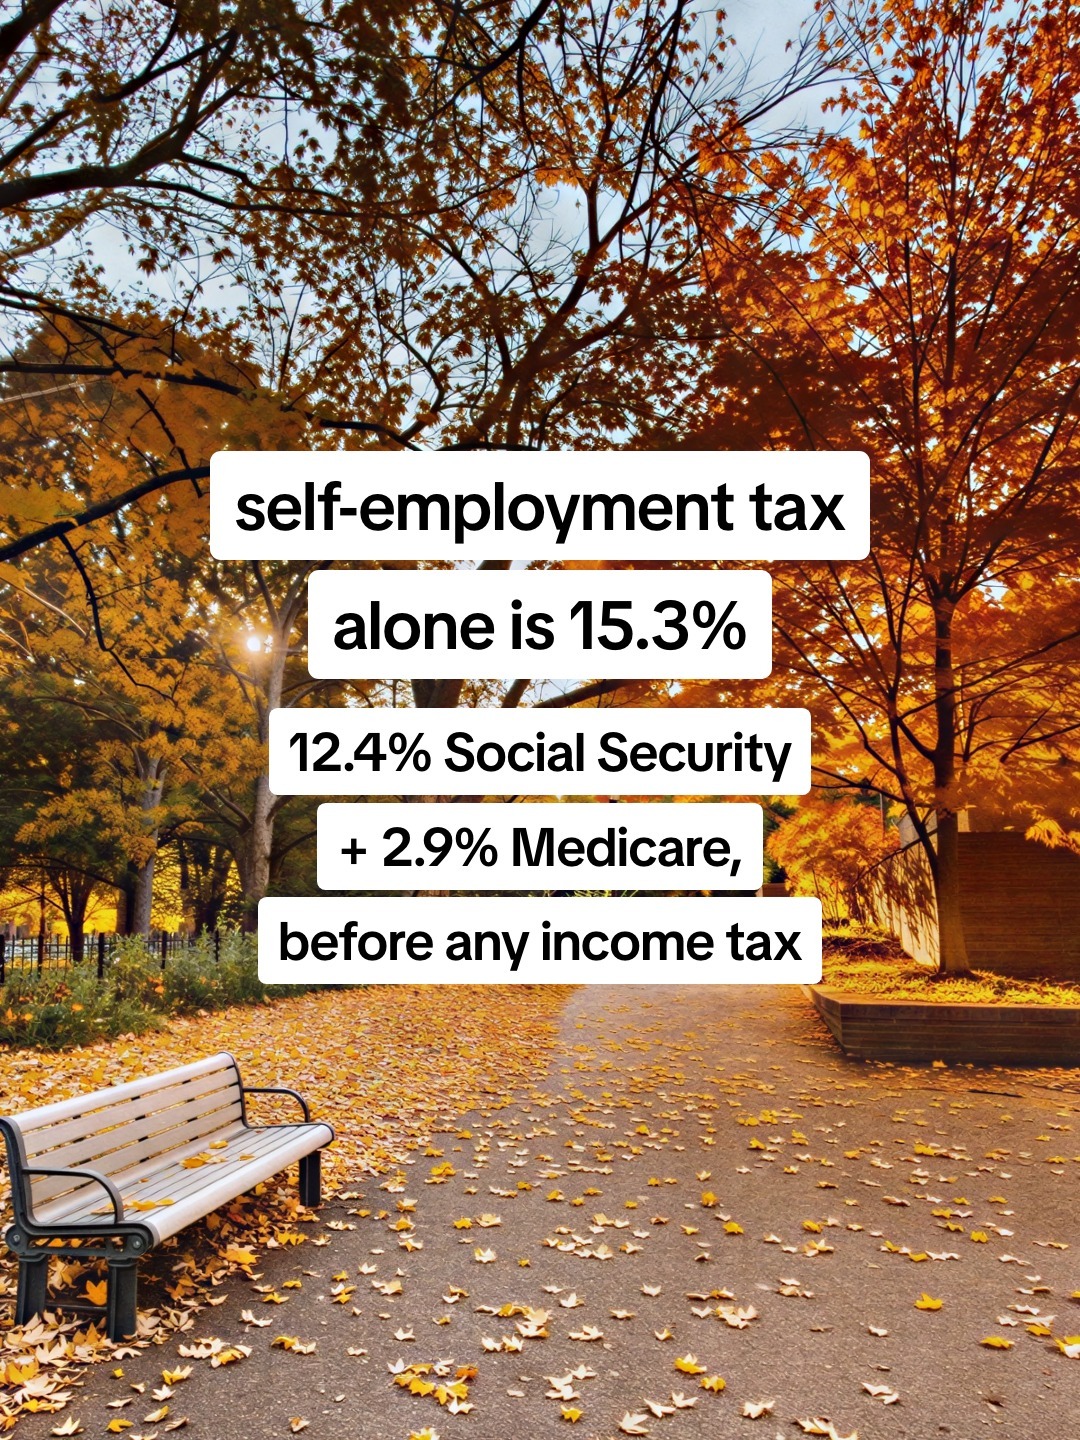 self-employment tax
alone is 15.3%
12.4% Social Security
+ 2.9% Medicare,
before any income tax